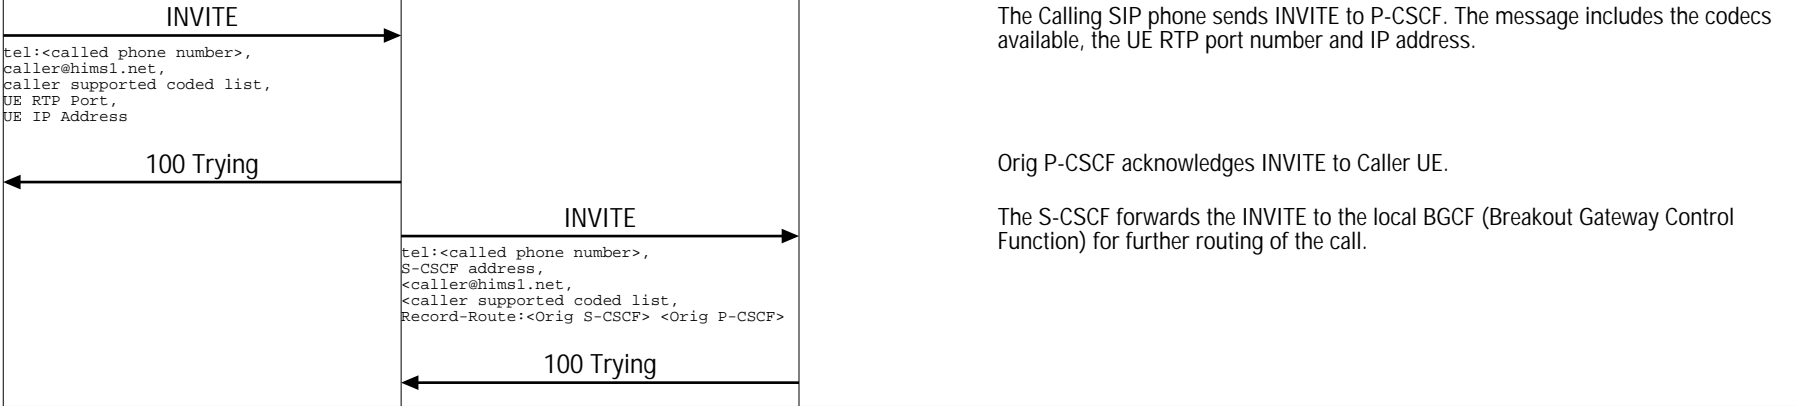 INVITE
The Calling SIP phone sends INVITE to P-CSCF. The message includes the codecs
available, the UE RTP port number and IP address.
tel:<called phone number>,
caller@hims1.net,
caller supported coded list,
UE RTP Port,
UE IP Address
100 Trying
Orig P-CSCF acknowledges INVITE to Caller UE.
INVITE
The S-CSCF forwards the INVITE to the local BGCF (Breakout Gateway Control
Function) for further routing of the call.
tel:<called phone number>,
S-CSCF address,
<caller@hims1.net,
<caller supported coded list,
Record-Route:<Orig S-CSCF> <Orig P-CSCF>
100 Trying